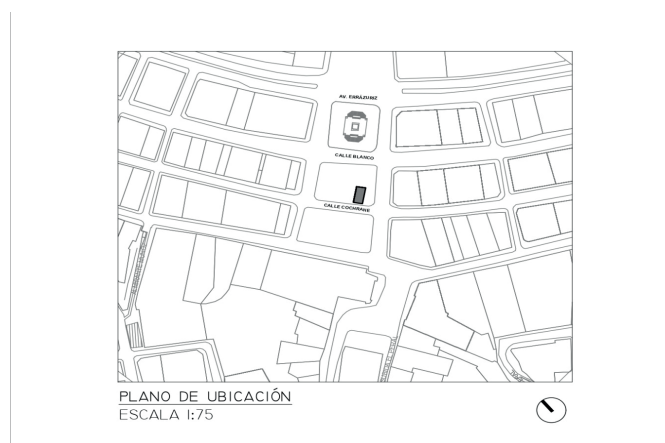 AV. ERRÁZURIZ
CALLE BLANCO
CALLE COCHRANE
PLANO DE UBICACIÓN
ESCALA 1:75